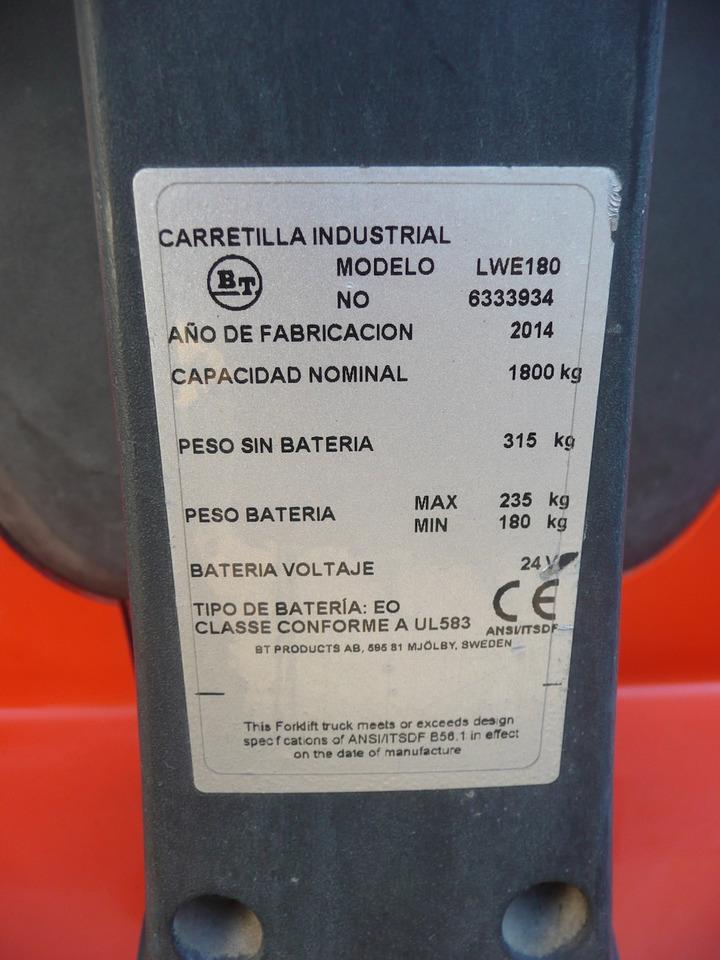 CARRETILLA INDUSTRIAL
BT
MODELO LWE180
NO 6333934
AÑO DE FABRICACION 2014
CAPACIDAD NOMINAL 1800 kg
PESO SIN BATERIA 315 kg
PESO BATERIA
MAX 235 kg
MIN 180 kg
BATERIA VOLTAJE 24V
TIPO DE BATERÍA: EO
CLASSE CONFORME A UL583
CE
ANSI/ITSDF
BT PRODUCTS AB, 595 81 MJÖLBY, SWEDEN
This Forklift truck meets or exceeds design
specfications of ANSI/ITSDF B56.1 in effect
on the date of manufacture